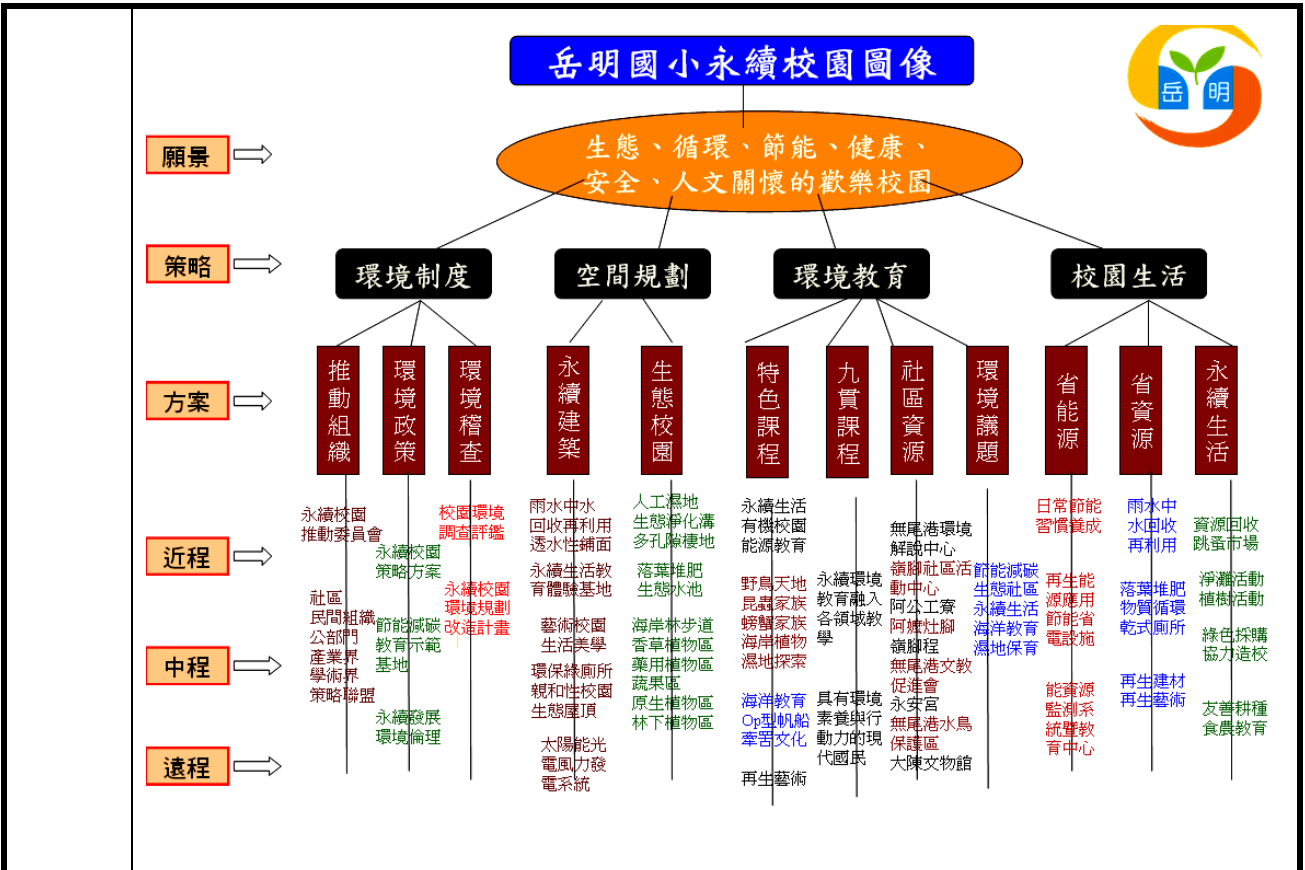 岳明國小永續校園圖像
岳 明
願景
生態、循環、節能、健康、
安全、人文關懷的歡樂校園
策略
環境制度
空間規劃
環境教育
校園生活
方案
推動組織
環境政策
環境稽查
永續建築
生態校園
特色課程
九貫課程
社區資源
環境議題
省能源
省資源
永續生活
近程
中程
遠程
永續校園
推動委員會
社區
民間組織
公部門
產業界
學術界
策略聯盟
永續校園
策略方案
節能減碳
教育示範
基地
永續發展
環境倫理
校園環境
調查評鑑
永續校園
環境規劃
改造計畫
雨水中水
回收再利用
透水性鋪面
永續生活教
育體驗基地
藝術校園
生活美學
環保綠廁所
親和性校園
生態屋頂
太陽能光
電風力發
電系統
人工濕地
生態淨化溝
多孔隙棲地
落葉堆肥
生態水池
海岸林步道
香草植物區
藥用植物區
蔬果區
原生植物區
林下植物區
永續生活
有機校園
能源教育
野鳥天地
昆蟲家族
螃蟹家族
海岸植物
濕地探索
海洋教育
Op型帆船
牽罟文化
再生藝術
永續環境
教育融入
各領域教
學
具有環境
素養與行
動力的現
代國民
無尾港環境
解說中心
嶺腳社區活
動中心
阿公工寮
阿嬤灶腳
嶺腳程
無尾港文教
促進會
永安宮
無尾港水鳥
保護區
大陳文物館
節能減碳
生態社區
永續生活
海洋教育
濕地保育
日常節能
習慣養成
再生能
源應用
節能省
電設施
能資源
監測系
統暨教
育中心
雨水中
水回收
再利用
落葉堆肥
物質循環
乾式廁所
再生建材
再生藝術
資源回收
跳蚤市場
淨灘活動
植樹活動
綠色採購
協力造校
友善耕種
食農教育